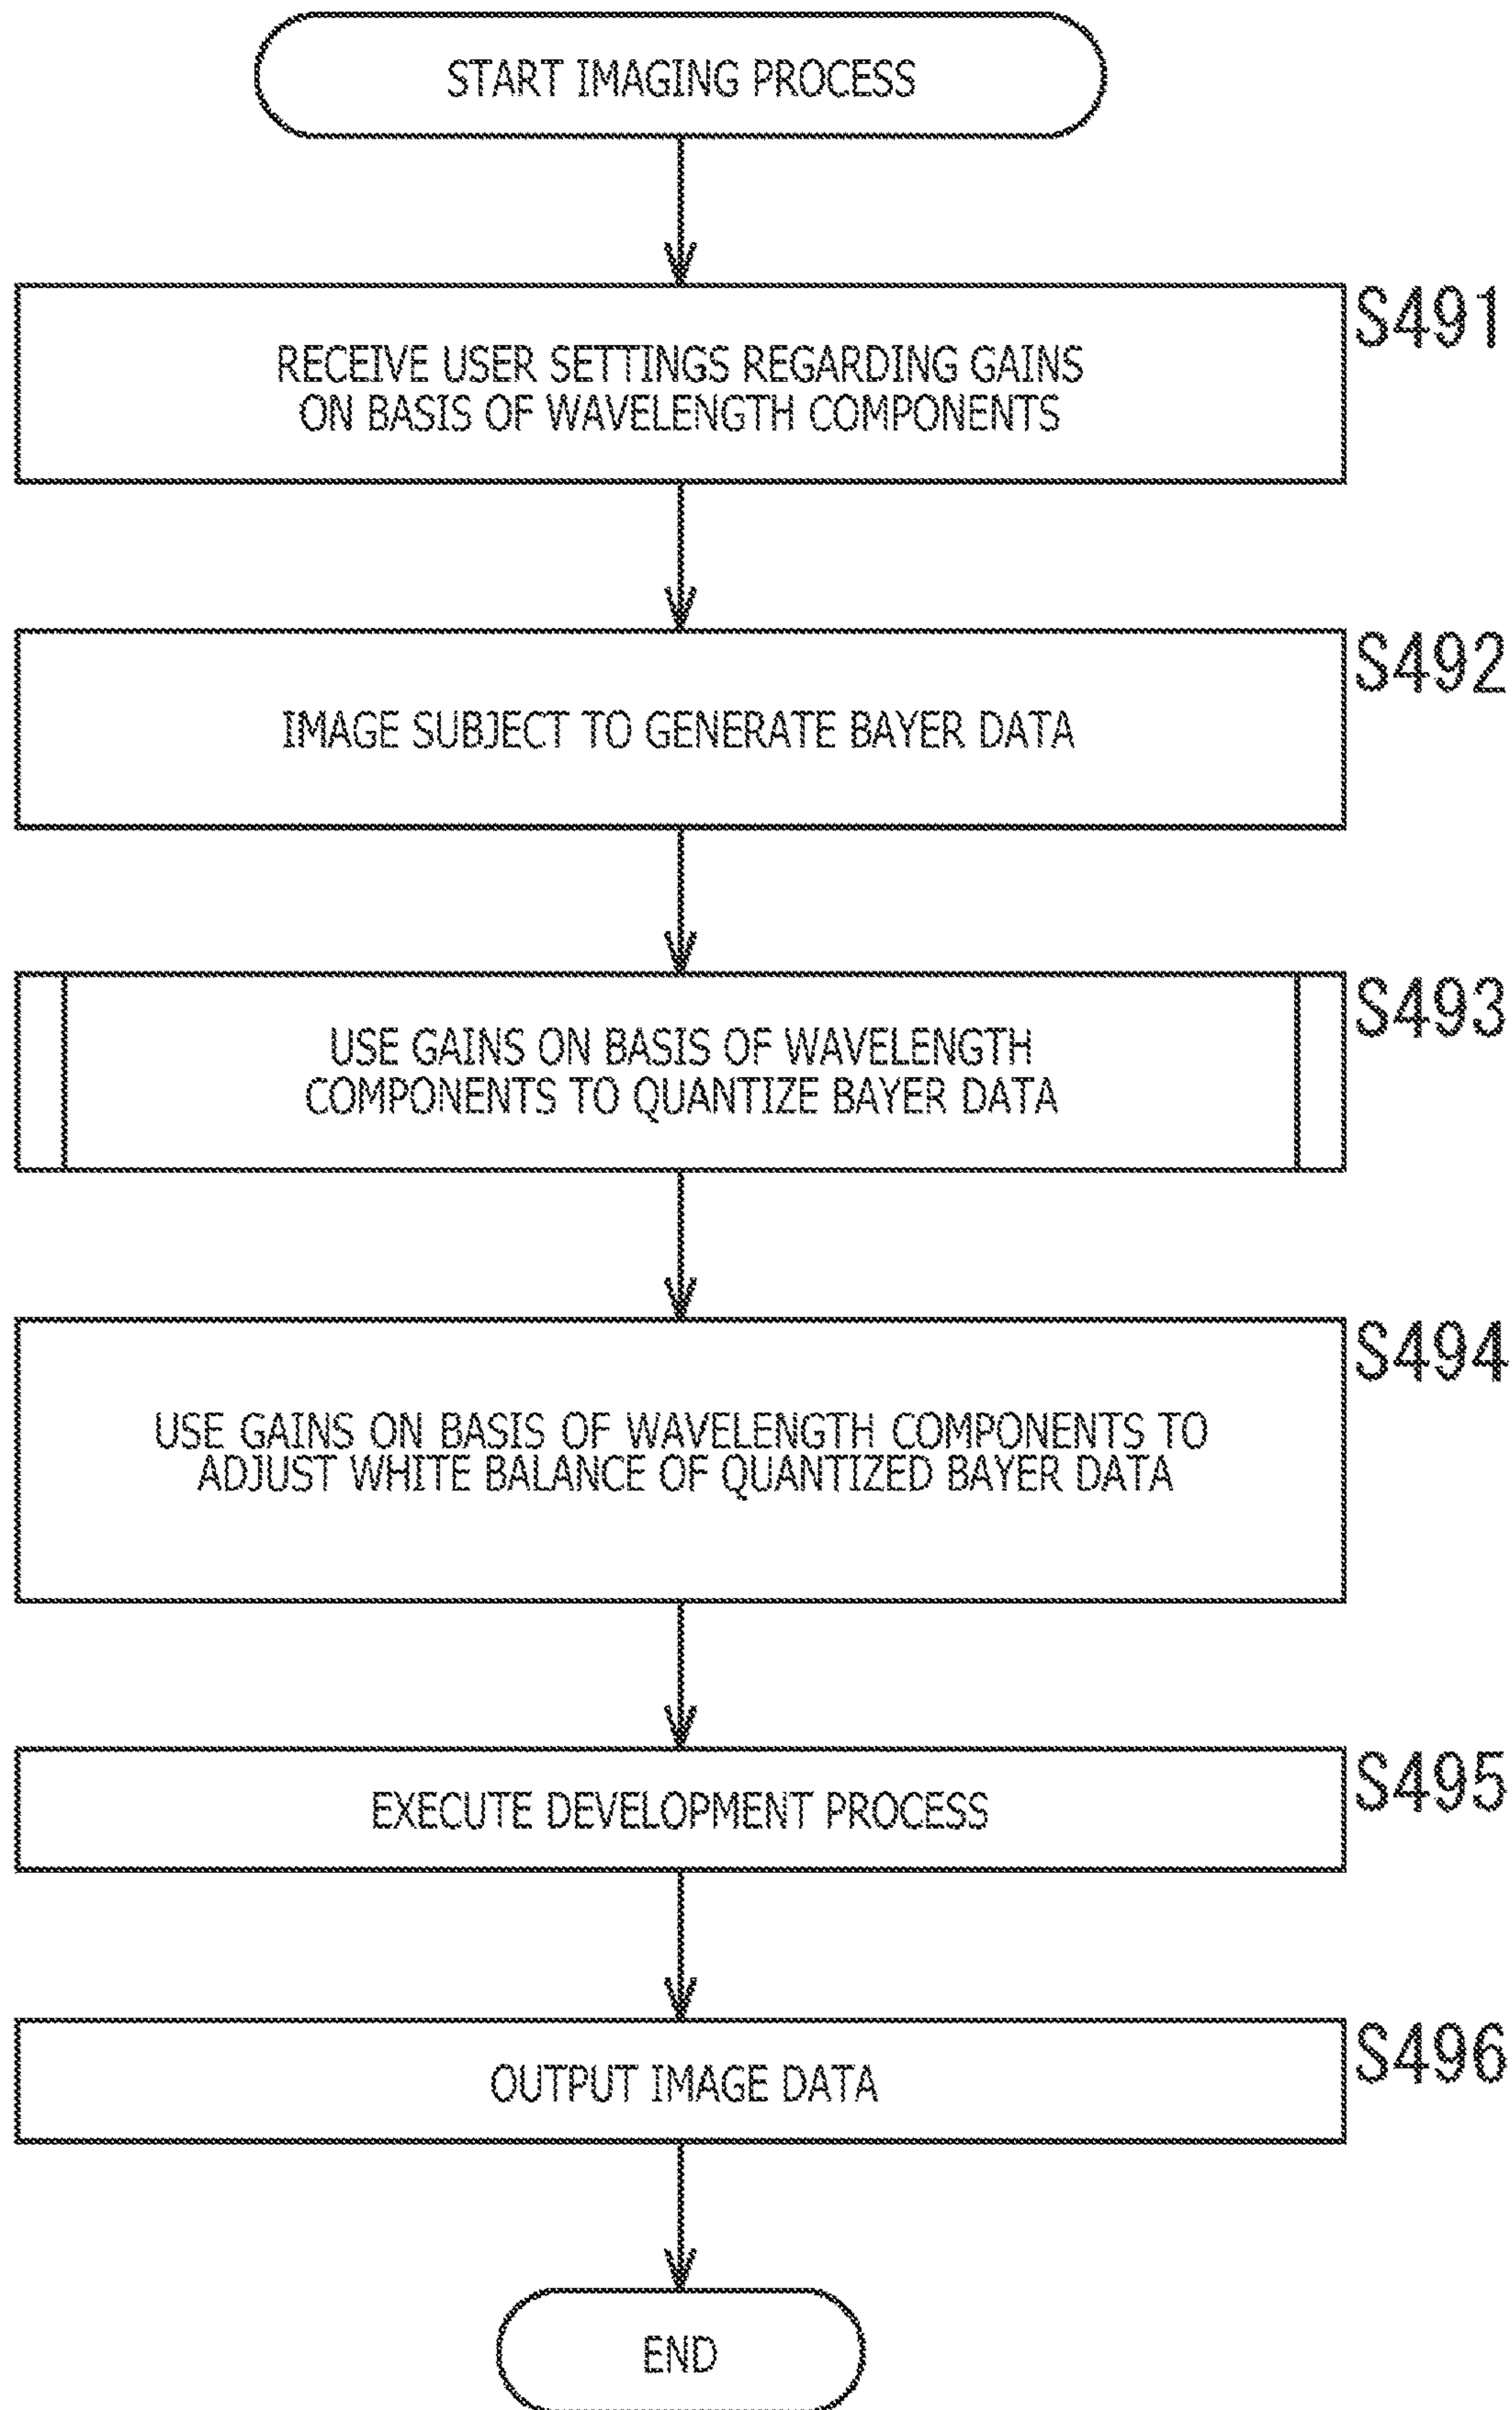 START IMAGING PROCESS
S491
RECEIVE USER SETTINGS REGARDING GAINS
ON BASIS OF WAVELENGTH COMPONENTS
S492
IMAGE SUBJECT TO GENERATE BAYER DATA
S493
USE GAINS ON BASIS OF WAVELENGTH
COMPONENTS TO QUANTIZE BAYER DATA
S494
USE GAINS ON BASIS OF WAVELENGTH COMPONENTS TO
ADJUST WHITE BALANCE OF QUANTIZED BAYER DATA
S495
EXECUTE DEVELOPMENT PROCESS
S496
OUTPUT IMAGE DATA
END